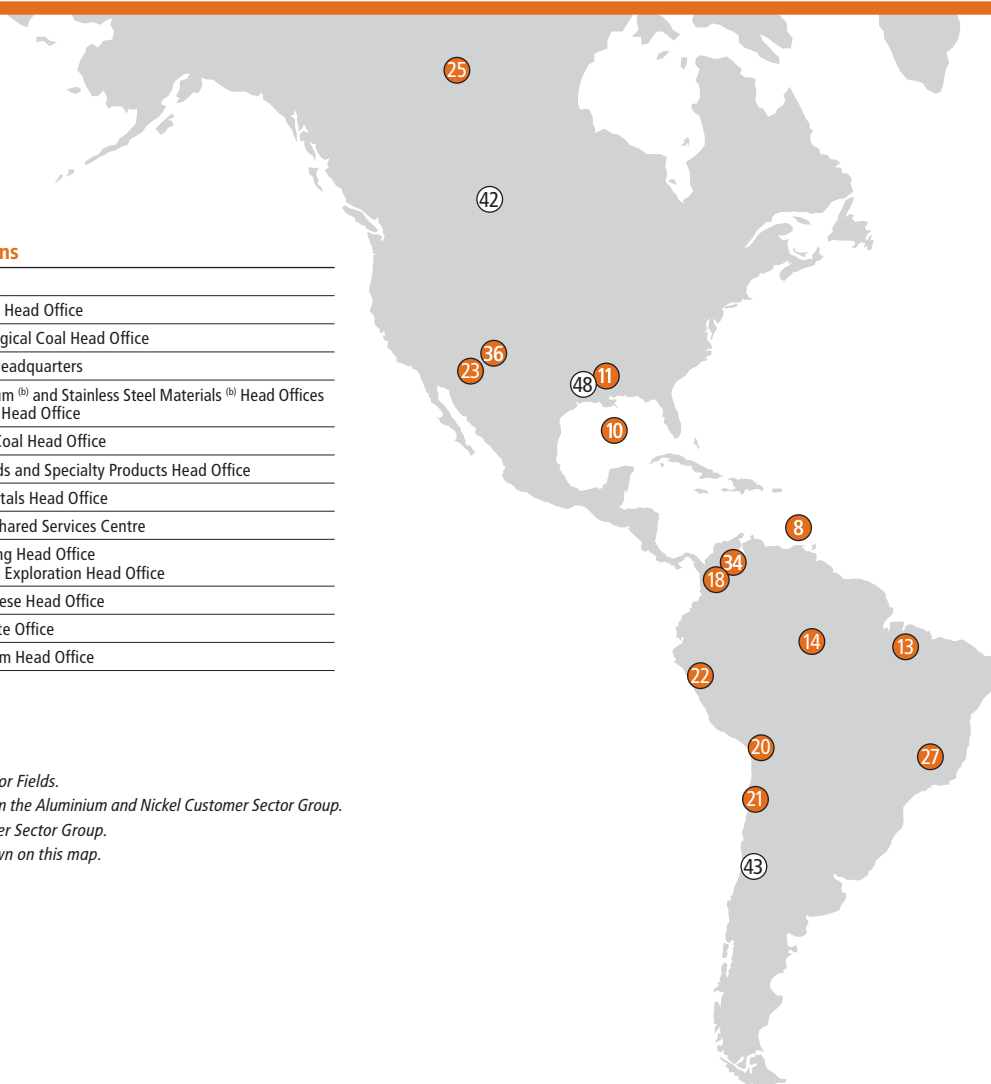 ns
Head Office
gical Coal Head Office
eadquarters
um (b) and Stainless Steel Materials (b) Head Offices
Head Office
Coal Head Office
ds and Specialty Products Head Office
tals Head Office
hared Services Centre
ng Head Office
Exploration Head Office
ese Head Office
te Office
m Head Office
or Fields.
m the Aluminium and Nickel Customer Sector Group.
er Sector Group.
wn on this map.
25
42
36
23
11
48
10
8
34
18
14
13
22
20
27
21
43